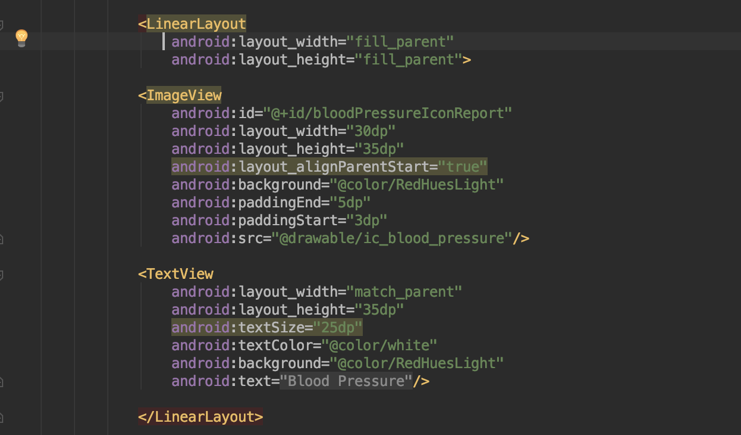 <LinearLayout
android:layout_width="fill_parent"
android:layout_height="fill_parent">
<ImageView
android:id="@+id/bloodPressureIconReport"
android:layout_width="30dp"
android:layout_height="35dp"
android:layout_alignParentStart="true"
android:background="@color/RedHuesLight"
android:paddingEnd="5dp"
android:paddingStart="3dp"
android:src="@drawable/ic_blood_pressure"/>
<TextView
android:layout_width="match_parent"
android:layout_height="35dp"
android:textSize="25dp"
android:textColor="@color/white"
android:background="@color/RedHuesLight"
android:text="Blood Pressure"/>
</LinearLayout>